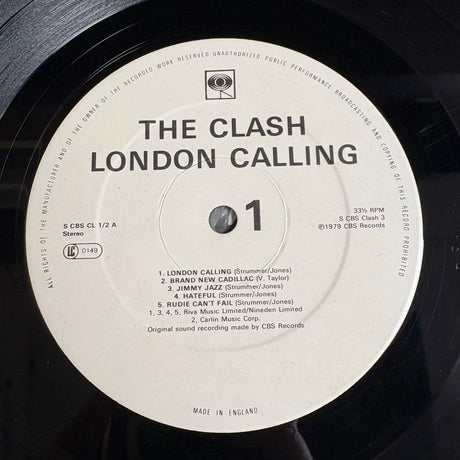 ALL RIGHTS OF THE MANUFACTURER AND OF THE OWNER OF THE RECORDED WORK RESERVED UNAUTHORIZED PUBLIC PERFORMANCE BROADCASTING AND COPYING OF THIS RECORD PROHIBITED
THE CLASH
LONDON CALLING
1
S CBS CL 1/2 A
Stereo
LC 0149
33⅓ RPM
S CBS Clash 3
℗1979 CBS Records
1. LONDON CALLING (Strummer/Jones)
2. BRAND NEW CADILLAC (V. Taylor)
3. JIMMY JAZZ (Strummer/Jones)
4. HATEFUL (Strummer/Jones)
5. RUDIE CAN'T FAIL (Strummer/Jones)
1, 3, 4, 5, Riva Music Limited/Nineden Limited
2, Carlin Music Corp.
Original sound recording made by CBS Records
MADE IN ENGLAND